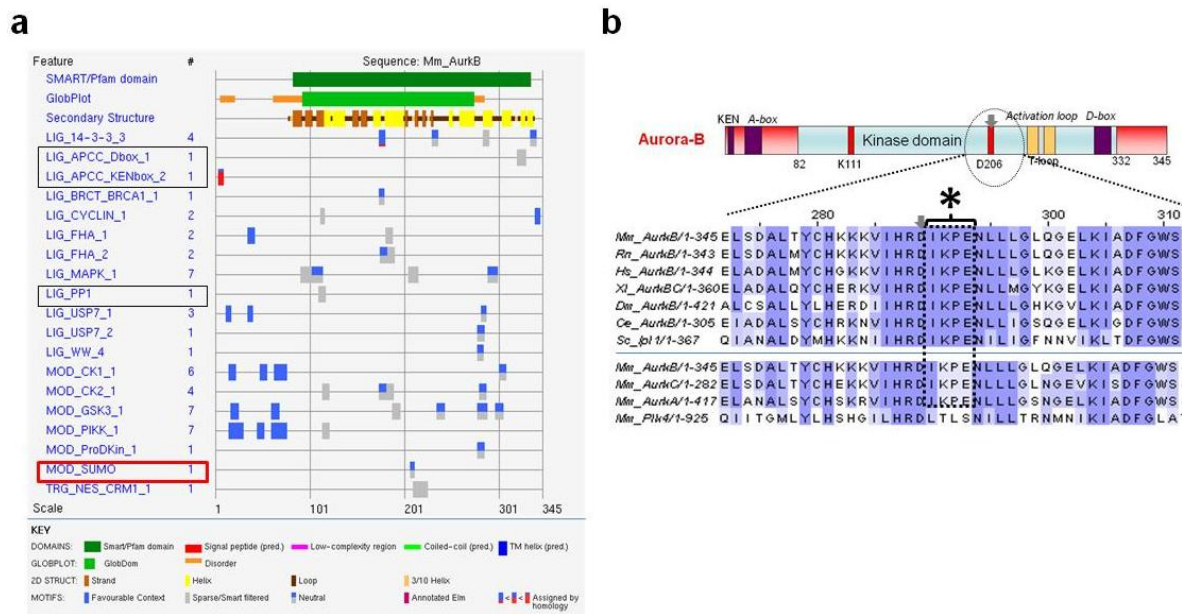 a
Feature # Sequence: Mm_AurkB
SMART/Pfam domain
GlobPlot
Secondary Structure
LIG_14-3-3_3 4
LIG_APCC_Dbox_1 1
LIG_APCC_KENbox_2 1
LIG_BRCT_BRCA1_1 1
LIG_CYCLIN_1 2
LIG_FHA_1 2
LIG_FHA_2 2
LIG_MAPK_1 7
LIG_PP1 1
LIG_USP7_1 3
LIG_USP7_2 1
LIG_WW_4 1
MOD_CK1_1 6
MOD_CK2_1 4
MOD_GSK3_1 7
MOD_PIKK_1 7
MOD_ProDKin_1 1
MOD_SUMO 1
TRG_NES_CRM1_1 1
Scale 1 101 201 301 345
KEY
DOMAINS: Smart/Pfam domain Signal peptide (pred.) Low-complexity region Coiled-coil (pred.) TM helix (pred.)
GLOBPLOT: GlobDom Disorder
2D STRUCT: Strand Helix Loop 3/10 Helix
MOTIFS: Favourable Context Sparse/Smart filtered Neutral Annotated Elm < < Assigned by
homology
b
KEN A-box Activation loop D-box
Aurora-B Kinase domain
82 K111 D206 T-loop 332 345
*
280 300 310
Mm_AurkB/1-345 ELSDALTYCHKKKVIHRDIKPENLLLGLQGELKIADFGWS
Rn_AurkB/1-343 ELSDALMYCHKKKVIHRDIKPENLLLGLQGELKIADFGWS
Hs_AurkB/1-344 ELADALMYCHGKKVIHRDIKPENLLLGLKGELKIADFGWS
Xl_AurkBC/1-360 ELADALQYCHERKVIHRDIKPENLLMGYKGELKIADFGWS
Dm_AurkB/1-421 ALCSALSYLHERDIIHRDIKPENLLLGHKGVLKIADFGWS
Ce_AurkB/1-305 EIADALSYCHRKNVIHRDIKPENLLIGSQGELKIGDFGWS
Sc_Ipl1/1-367 QIANALDYMHKKNIIHRDIKPENILIGFNNVIKLTDFGWS
Mm_AurkB/1-345 ELSDALTYCHKKKVIHRDIKPENLLLGLQGELKIADFGWS
Mm_AurkC/1-282 ELSDALTYCHEKKVIHRDIKPENLLLGLNGEVKISDFGWS
Mm_AurkA/1-417 ELANALSYCHSKRVIHRDIKPENLLLGSNGELKIADFGWS
Mm_Plk4/1-925 QIITGMLYLHSHGILHRDLTLSNILLTRNMNIKIADFGLA